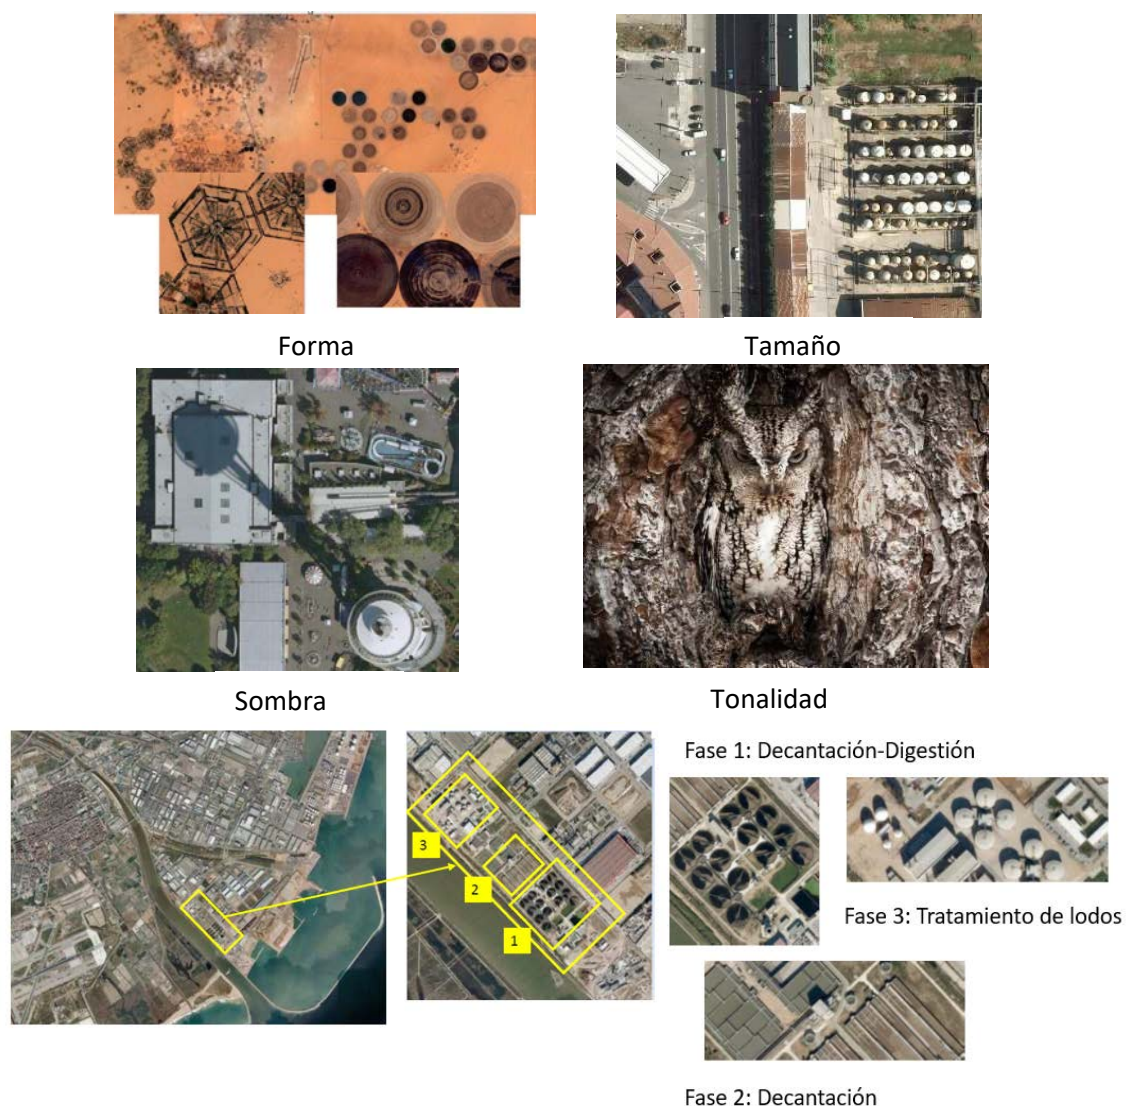 Forma
Tamaño
Sombra
Tonalidad
Fase 1: Decantación-Digestión
3
2
1
Fase 3: Tratamiento de lodos
Fase 2: Decantación